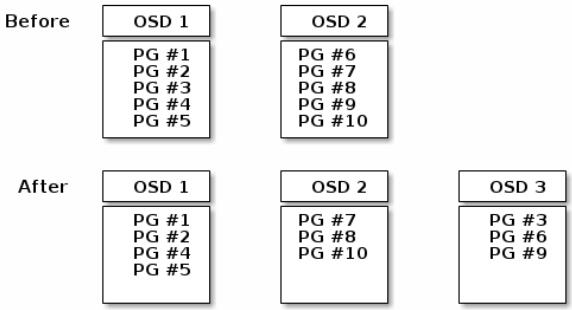 Before
OSD 1
OSD 2
PG #1
PG #2
PG #3
PG #4
PG #5
PG #6
PG #7
PG #8
PG #9
PG #10
After
OSD 1
OSD 2
OSD 3
PG #1
PG #2
PG #4
PG #5
PG #7
PG #8
PG #10
PG #3
PG #6
PG #9